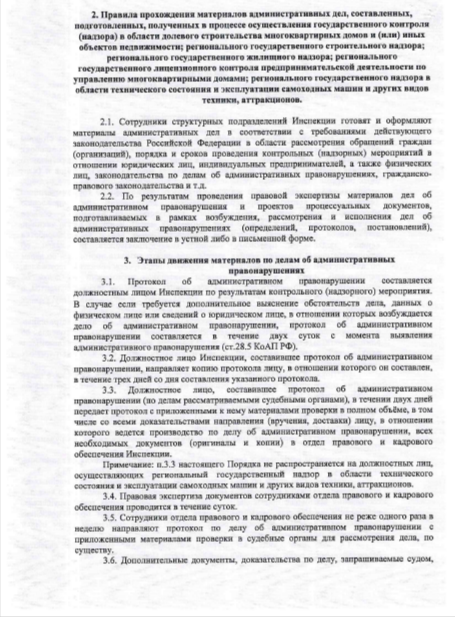 2. Правила прохождения материалов административных дел, составленных,
подготовленных, полученных в процессе осуществления государственного контроля
(надзора) в области долевого строительства многоквартирных домов и (или) иных
объектов недвижимости; регионального государственного строительного надзора;
регионального государственного жилищного надзора; регионального
государственного лицензионного контроля предпринимательской деятельности по
управлению многоквартирными домами; регионального государственного надзора в
области технического состояния и эксплуатации самоходных машин и других видов
техники, аттракционов.
2.1. Сотрудники структурных подразделений Инспекции готовят и оформляют
материалы административных дел в соответствии с требованиями действующего
законодательства Российской Федерации в области рассмотрения обращений граждан
(организаций), порядка и сроков проведения контрольных (надзорных) мероприятий в
отношении юридических лиц, индивидуальных предпринимателей, а также физических
лиц, законодательства по делам об административных правонарушениях, гражданско-
правового законодательства и т.д.
2.2. По результатам проведения правовой экспертизы материалов дел об
административном правонарушении и проектов процессуальных документов,
подготавливаемых в рамках возбуждения, рассмотрения и исполнения дел об
административных правонарушениях (определений, протоколов, постановлений),
составляется заключение в устной либо в письменной форме.
3. Этапы движения материалов по делам об административных
правонарушениях
3.1. Протокол об административном правонарушении составляется
должностным лицом Инспекции по результатам контрольного (надзорного) мероприятия.
В случае если требуется дополнительное выяснение обстоятельств дела, данных о
физическом лице или сведений о юридическом лице, в отношении которых возбуждается
дело об административном правонарушении, протокол об административном
правонарушении составляется в течение двух суток с момента выявления
административного правонарушения (ст.28.5 КоАП РФ).
3.2. Должностное лицо Инспекции, составившее протокол об административном
правонарушении, направляет копию протокола лицу, в отношении которого он составлен,
в течение трех дней со дня составления указанного протокола.
3.3. Должностное лицо, составившее протокол об административном
правонарушении (по делам рассматриваемыми судебными органами), в течении двух дней
передает протокол с приложенными к нему материалами проверки в полном объёме, в том
числе со всеми доказательствами направления (вручения, доставки) лицу, в отношении
которого ведется производство по делу об административном правонарушении, всех
необходимых документов (оригиналы и копии) в отдел правового и кадрового
обеспечения Инспекции.
Примечание: п.3.3 настоящего Порядка не распространяется на должностных лиц,
осуществляющих региональный государственный надзор в области технического
состояния и эксплуатации самоходных машин и других видов техники, аттракционов.
3.4. Правовая экспертиза документов сотрудниками отдела правового и кадрового
обеспечения проводится в течение суток.
3.5. Сотрудники отдела правового и кадрового обеспечения не реже одного раза в
неделю направляют протокол по делу об административном правонарушении с
приложенными материалами проверки в судебные органы для рассмотрения дела, по
существу.
3.6. Дополнительные документы, доказательства по делу, запрашиваемые судом,